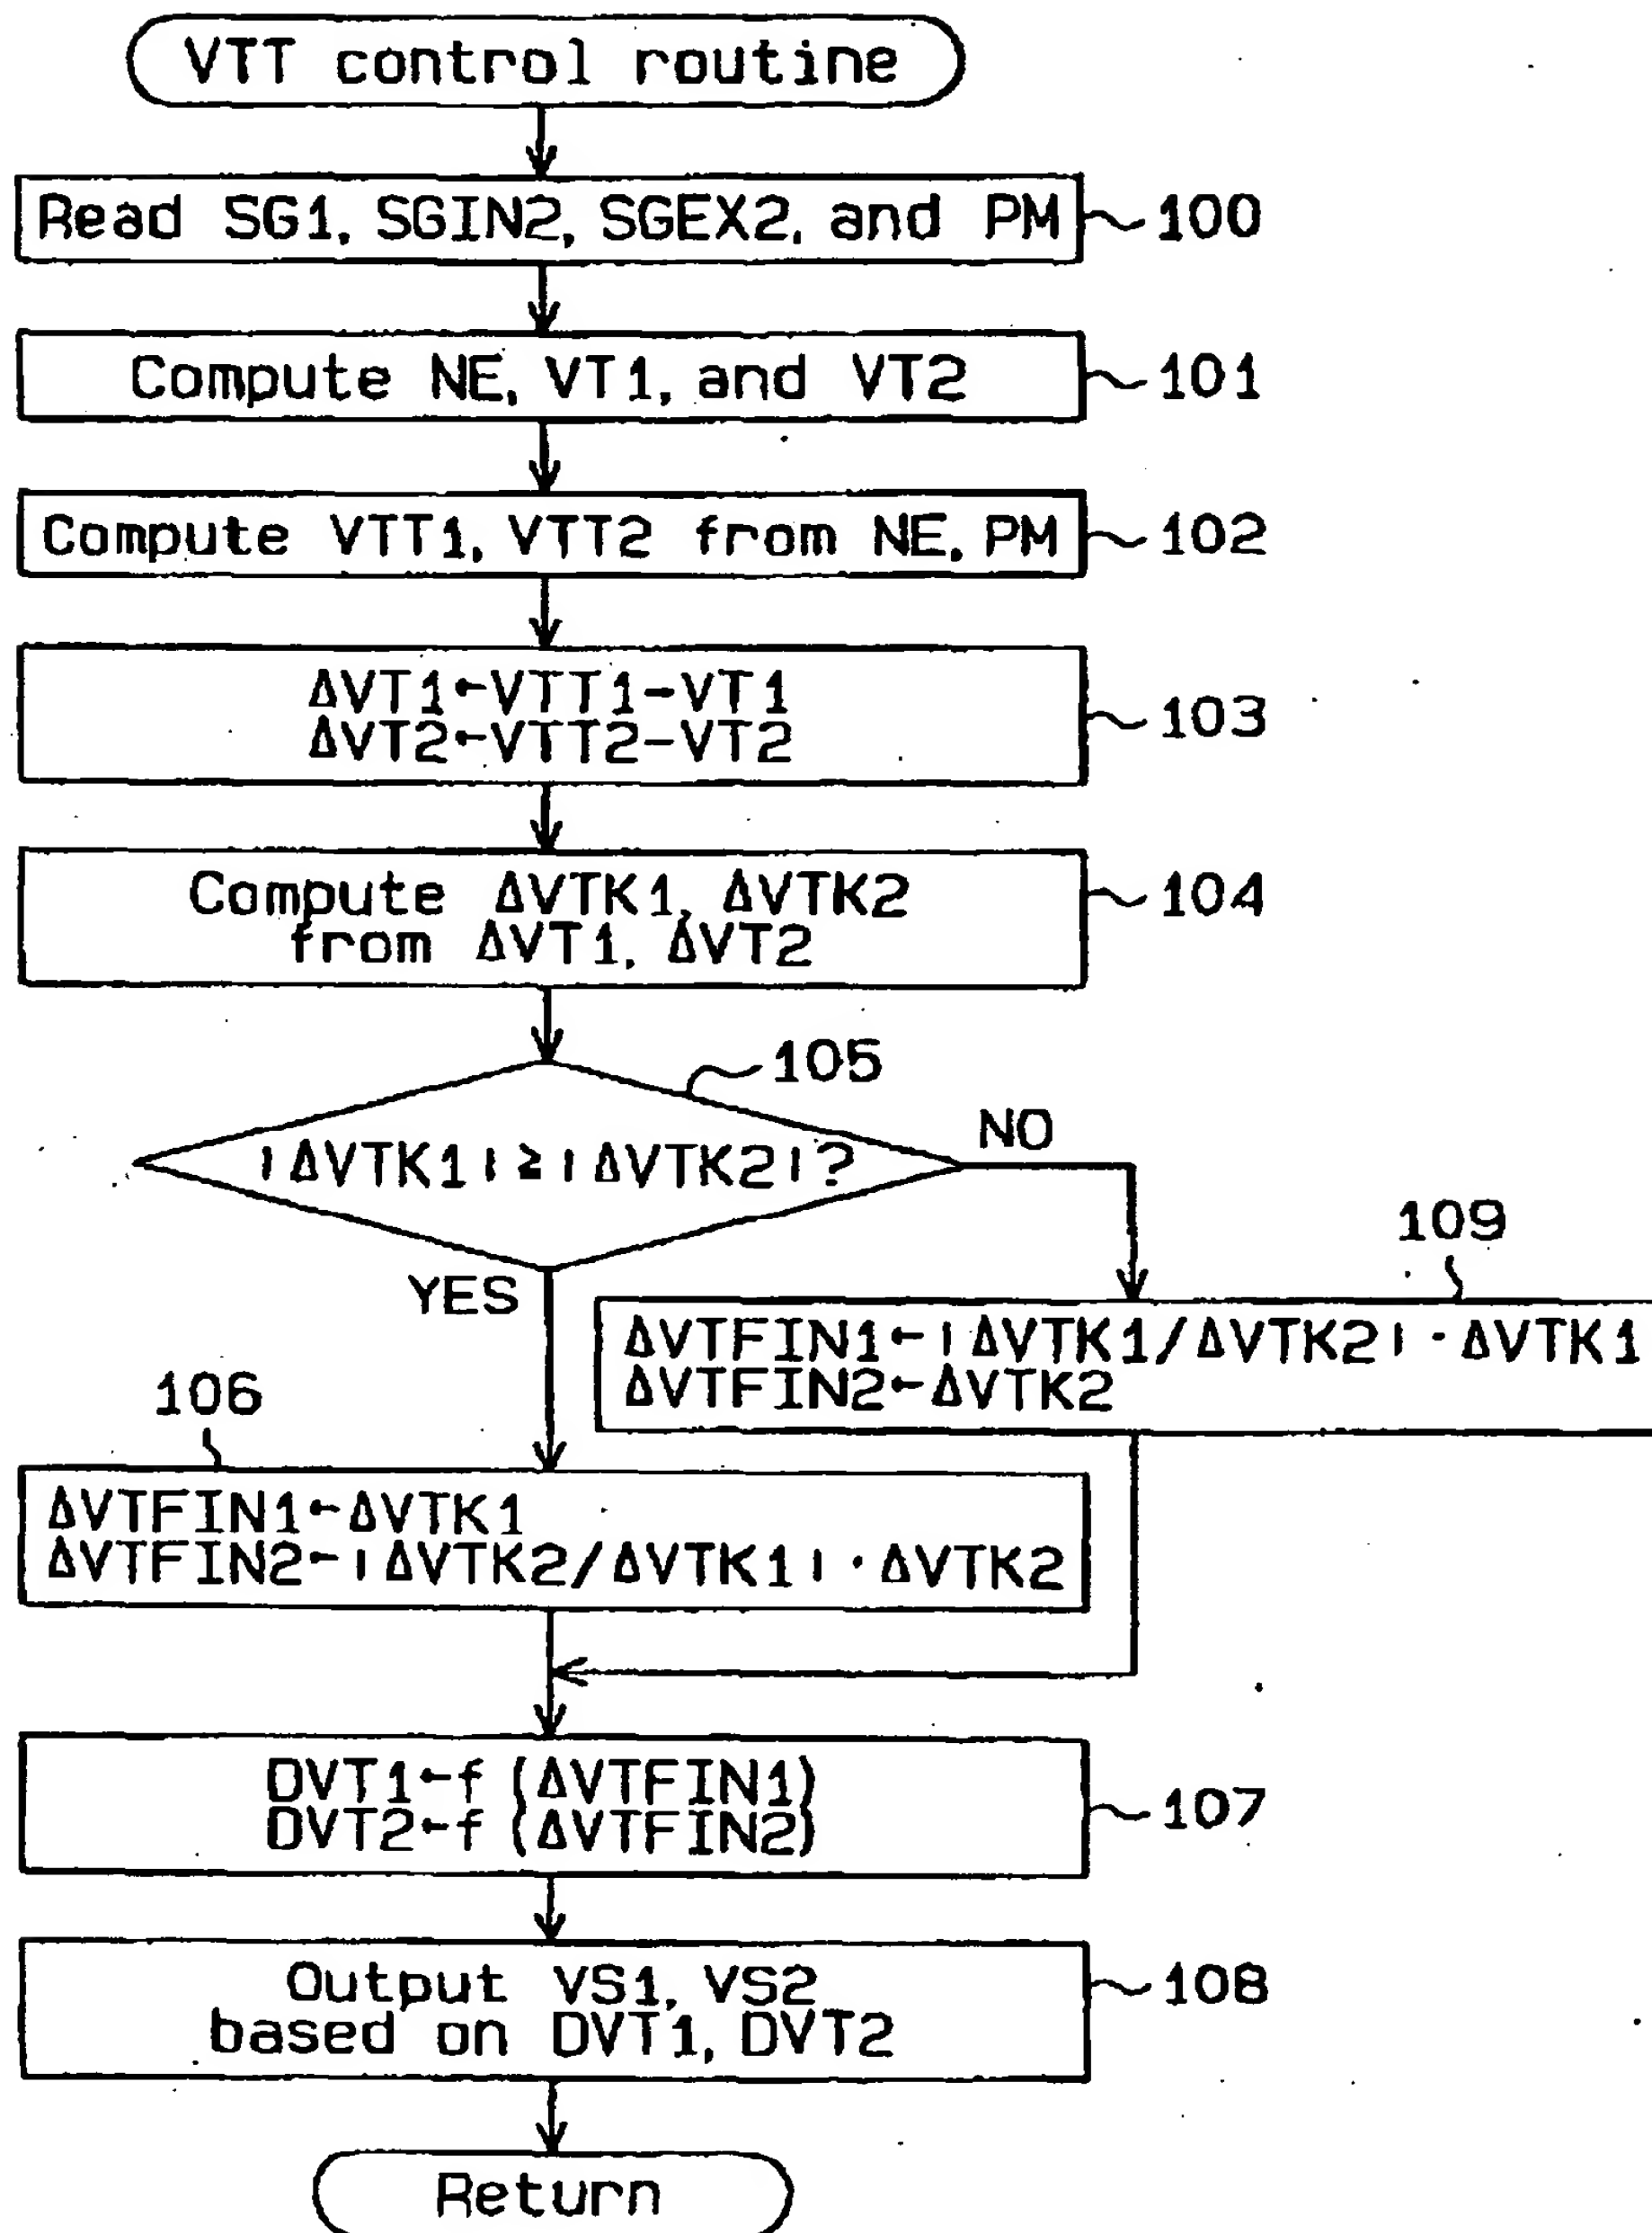 VTT control routine
Read SG1, SGIN2, SGEX2, and PM
100
Compute NE, VT1, and VT2
101
Compute VTT1, VTT2 from NE, PM
102
ΔVT1←VTT1-VT1
ΔVT2←VTT2-VT2
103
Compute ΔVTK1, ΔVTK2
from ΔVT1, ΔVT2
104
105
|ΔVTK1|≥|ΔVTK2|?
NO
YES
109
ΔVTFIN1←|ΔVTK1/ΔVTK2|·ΔVTK1
ΔVTFIN2←ΔVTK2
106
ΔVTFIN1←ΔVTK1
ΔVTFIN2←|ΔVTK2/ΔVTK1|·ΔVTK2
DVT1←f (ΔVTFIN1)
DVT2←f (ΔVTFIN2)
107
Output VS1, VS2
based on DVT1, DVT2
108
Return